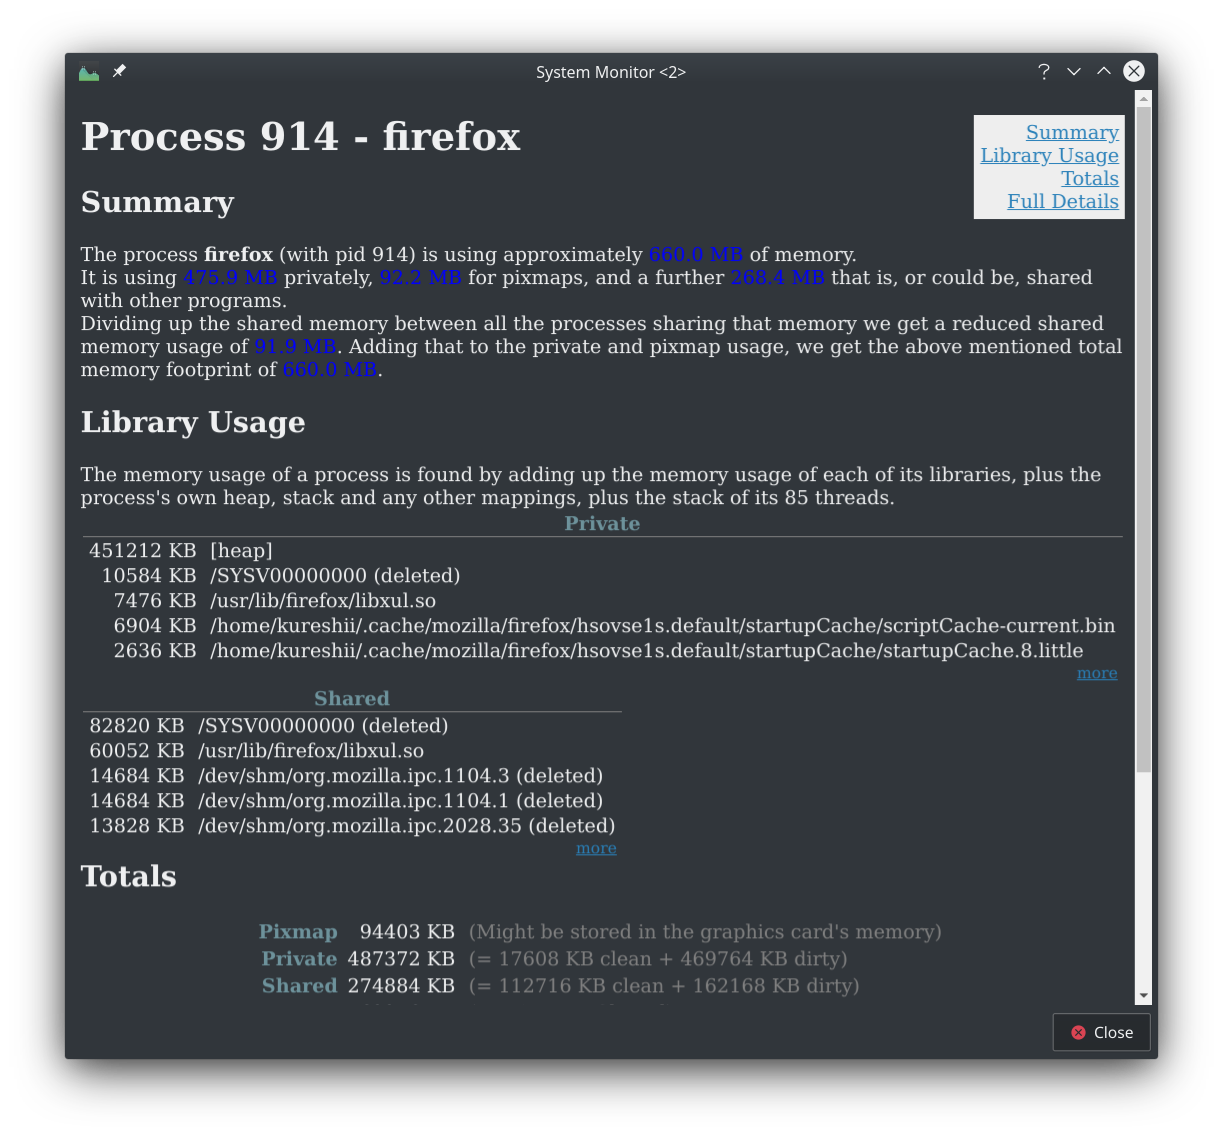 System Monitor <2>
Process 914 - firefox
Summary
Library Usage
Totals
Full Details
Summary
The process firefox (with pid 914) is using approximately 660.0 MB of memory.
It is using 475.9 MB privately, 92.2 MB for pixmaps, and a further 268.4 MB that is, or could be, shared
with other programs.
Dividing up the shared memory between all the processes sharing that memory we get a reduced shared
memory usage of 91.9 MB. Adding that to the private and pixmap usage, we get the above mentioned total
memory footprint of 660.0 MB.
Library Usage
The memory usage of a process is found by adding up the memory usage of each of its libraries, plus the
process's own heap, stack and any other mappings, plus the stack of its 85 threads.
Private
451212 KB [heap]
10584 KB /SYSV00000000 (deleted)
7476 KB /usr/lib/firefox/libxul.so
6904 KB /home/kureshii/.cache/mozilla/firefox/hsovse1s.default/startupCache/scriptCache-current.bin
2636 KB /home/kureshii/.cache/mozilla/firefox/hsovse1s.default/startupCache/startupCache.8.little
more
Shared
82820 KB /SYSV00000000 (deleted)
60052 KB /usr/lib/firefox/libxul.so
14684 KB /dev/shm/org.mozilla.ipc.1104.3 (deleted)
14684 KB /dev/shm/org.mozilla.ipc.1104.1 (deleted)
13828 KB /dev/shm/org.mozilla.ipc.2028.35 (deleted)
more
Totals
Pixmap 94403 KB (Might be stored in the graphics card's memory)
Private 487372 KB (= 17608 KB clean + 469764 KB dirty)
Shared 274884 KB (= 112716 KB clean + 162168 KB dirty)
Close